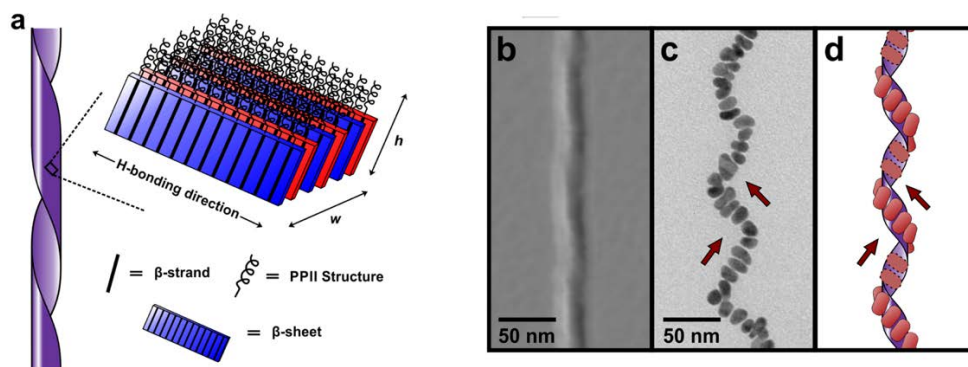 a
h
w
H-bonding direction
= β-strand
= PPII Structure
= β-sheet
b
50 nm
c
50 nm
d